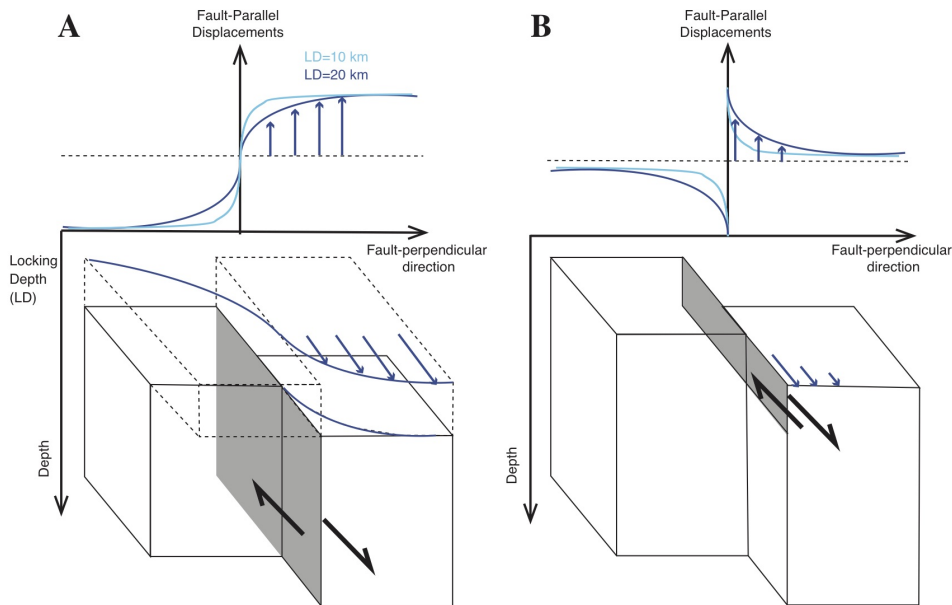 A
Fault-Parallel
Displacements
LD=10 km
LD=20 km
Fault-perpendicular
direction
Locking
Depth
(LD)
Depth
B
Fault-Parallel
Displacements
Fault-perpendicular
direction
Depth